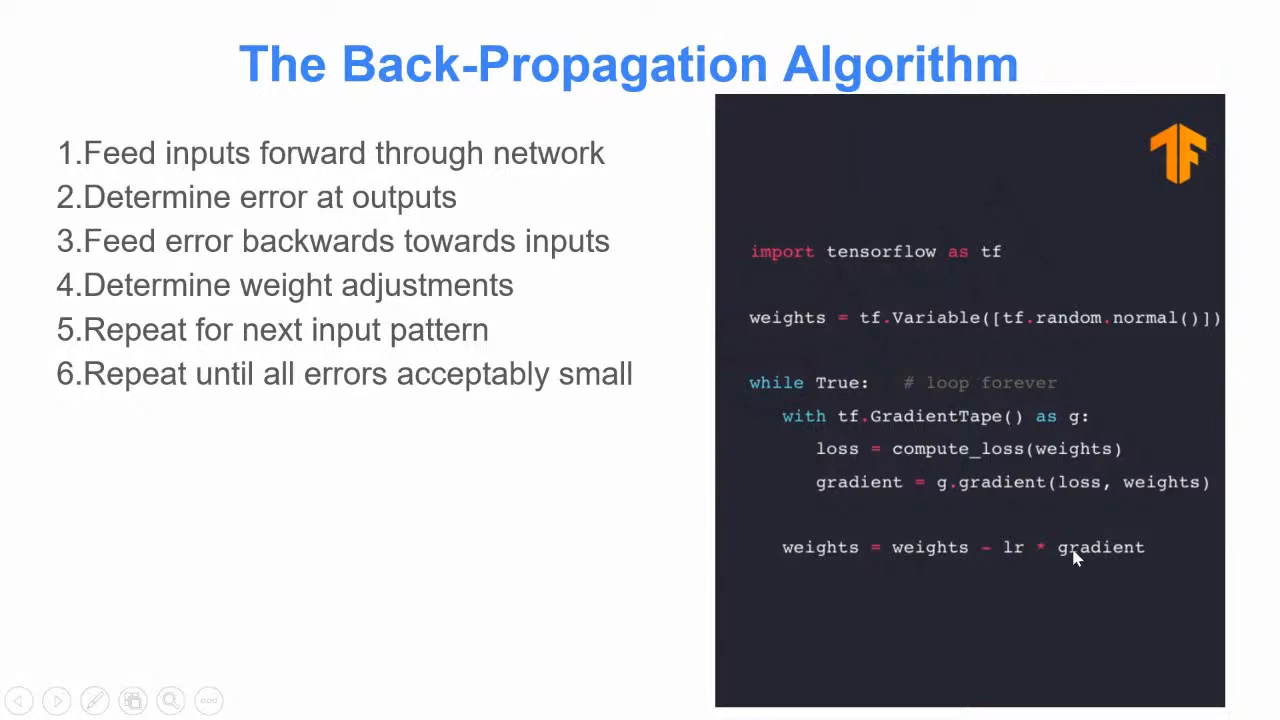 The Back-Propagation Algorithm
1.Feed inputs forward through network
2.Determine error at outputs
3.Feed error backwards towards inputs
4.Determine weight adjustments
5.Repeat for next input pattern
6.Repeat until all errors acceptably small
import tensorflow as tf
weights = tf.Variable([tf.random.normal()])
while True:   # loop forever
   with tf.GradientTape() as g:
      loss = compute_loss(weights)
      gradient = g.gradient(loss, weights)
   weights = weights - lr * gradient